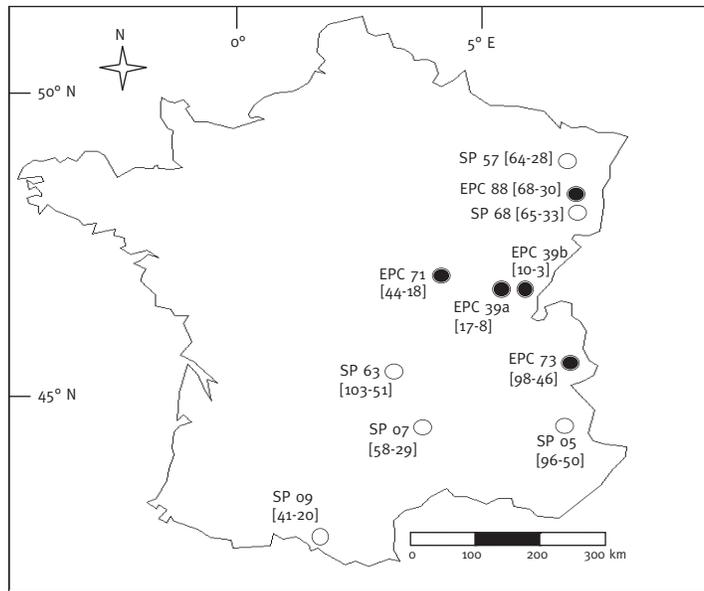 0° 5° E
N
50° N
SP 57 [64-28]
EPC 88 [68-30]
SP 68 [65-33]
EPC 39b
[10-3]
EPC 71
[44-18]
EPC 39a
[17-8]
EPC 73
[98-46]
SP 63
[103-51]
45° N
SP 07
[58-29]
SP 05
[96-50]
SP 09
[41-20]
0 100 200 300 km